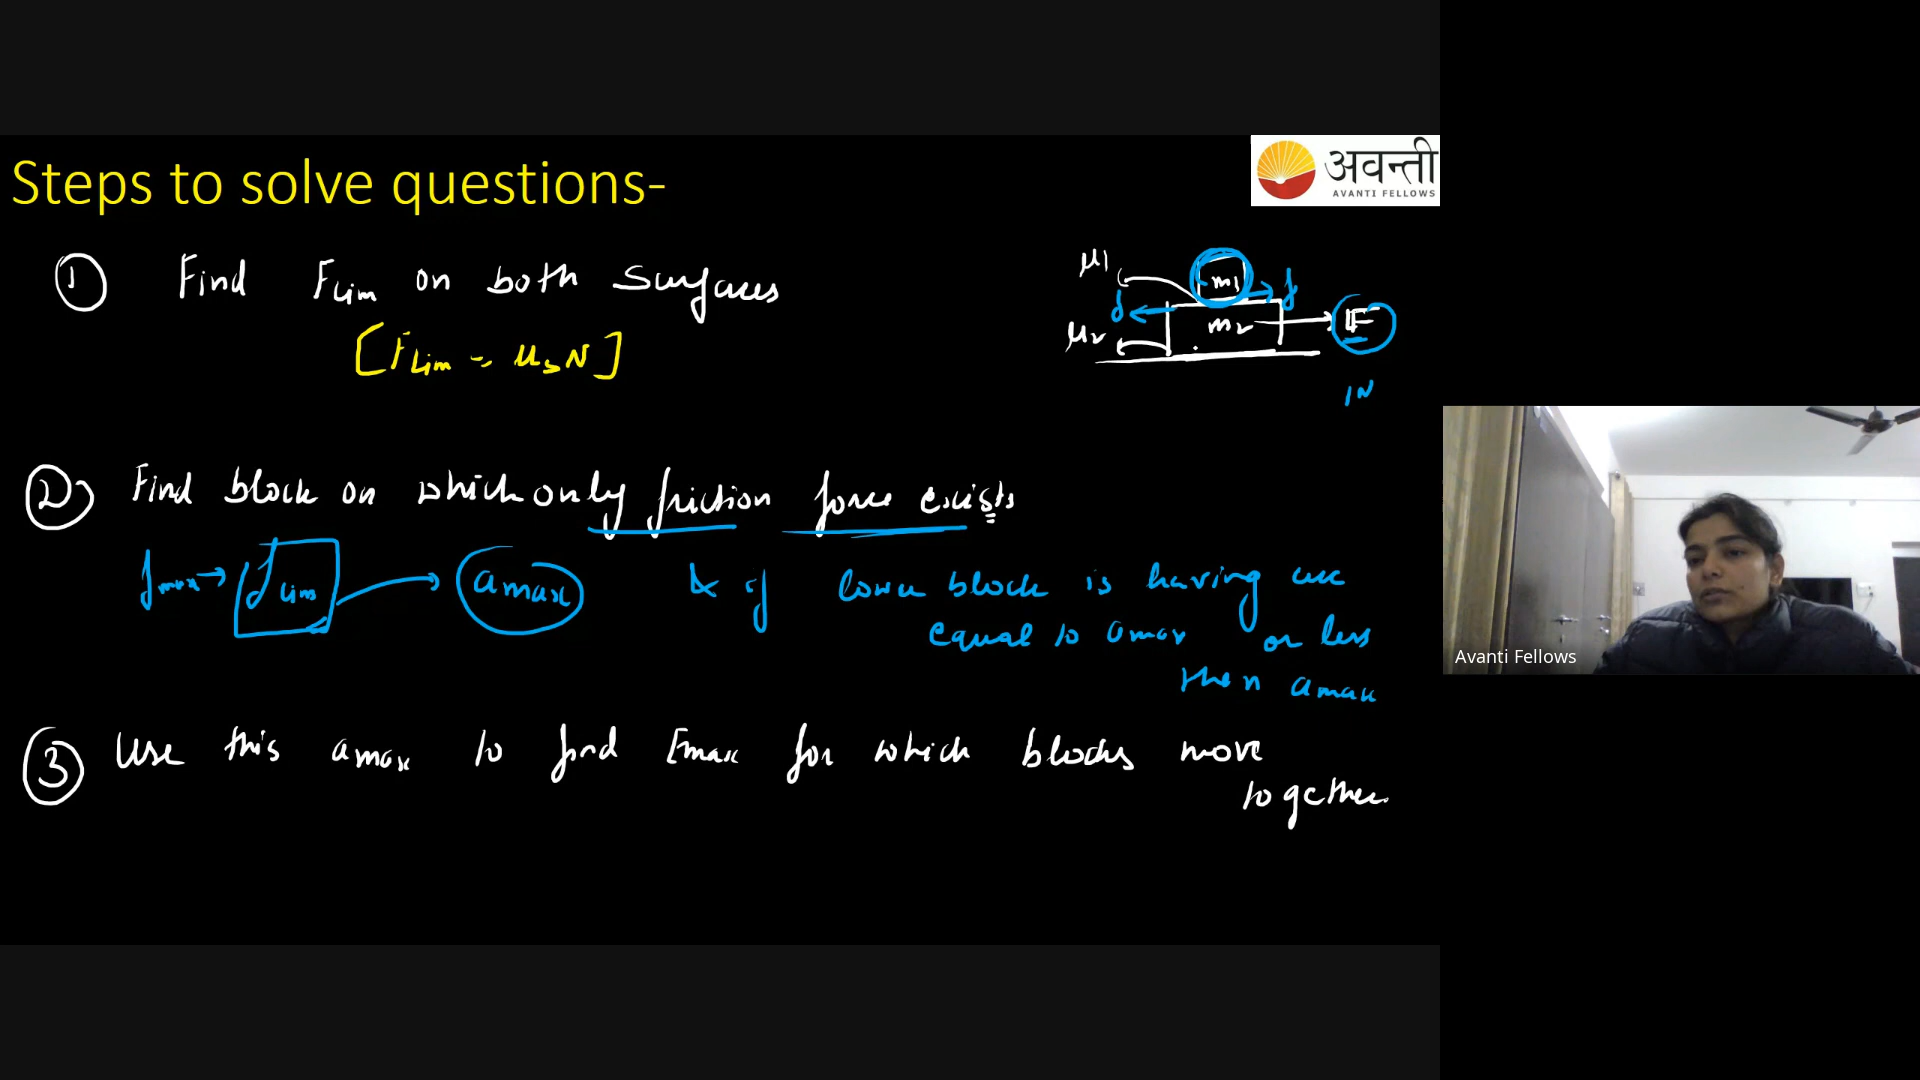 Steps to solve questions-
अवन्ती
AVANTI FELLOWS
① Find FLim on both Surfaces
[FLim = μsN]
μ1
m1
f
f
μ2
m2
F
1N
② Find block on which only friction force exists
fmax → fLim → amax
& if lower block is having acc
equal to amax or less
then amax
③ Use this amax to find Fmax for which blocks move
together.
Avanti Fellows